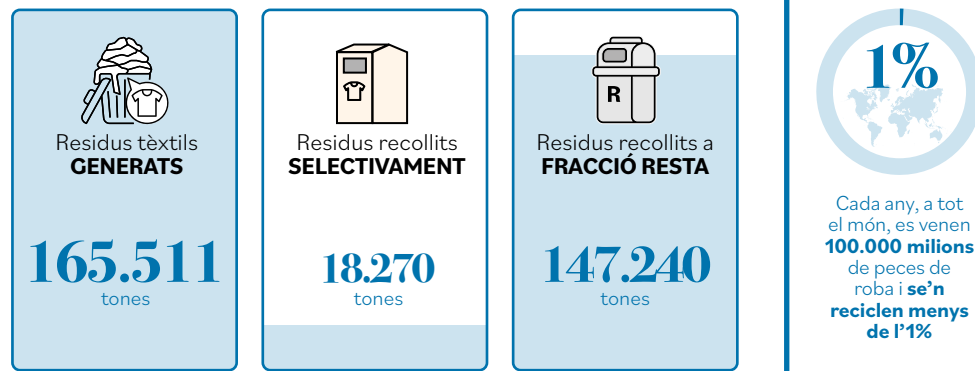 Residus tèxtils
GENERATS
165.511
tones
Residus recollits
SELECTIVAMENT
18.270
tones
R
Residus recollits a
FRACCIÓ RESTA
147.240
tones
1%
Cada any, a tot
el món, es venen
100.000 milions
de peces de
roba i se’n
reciclen menys
de l’1%